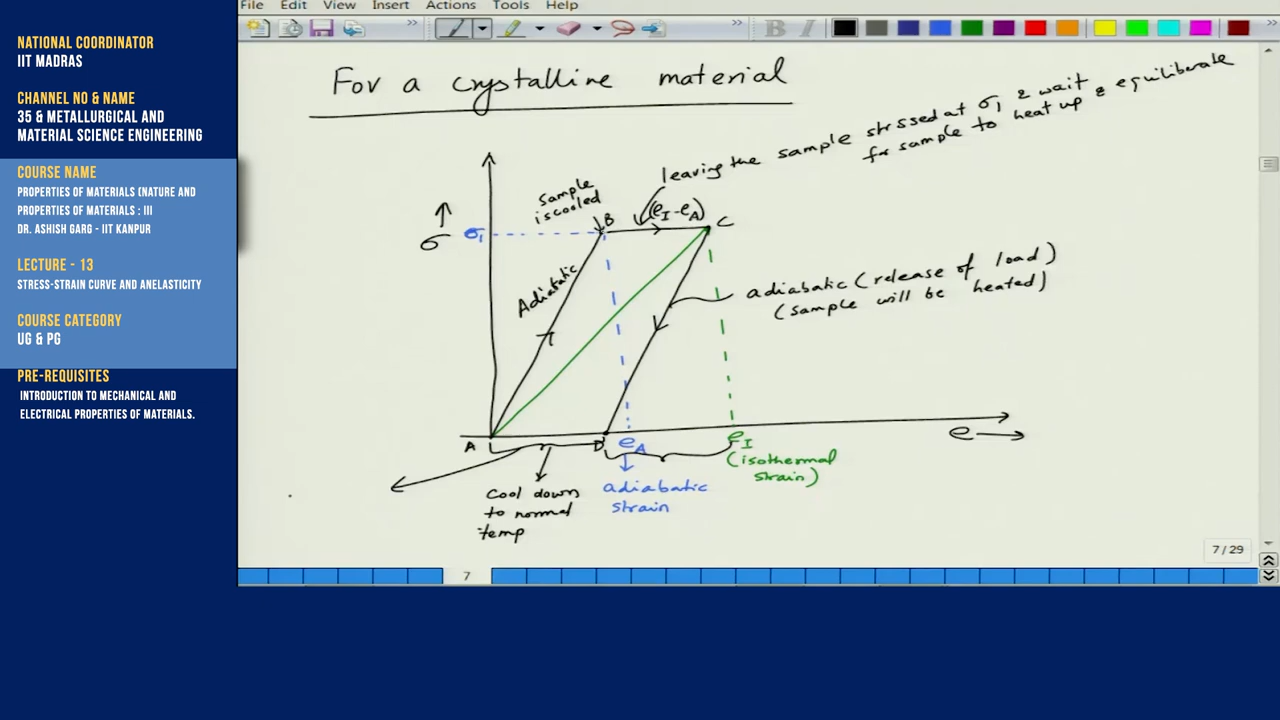 File Edit View Insert Actions Tools Help
NATIONAL COORDINATOR
IIT MADRAS
CHANNEL NO & NAME
35 & METALLURGICAL AND
MATERIAL SCIENCE ENGINEERING
COURSE NAME
PROPERTIES OF MATERIALS (NATURE AND
PROPERTIES OF MATERIALS : III
DR. ASHISH GARG - IIT KANPUR
LECTURE - 13
STRESS-STRAIN CURVE AND ANELASTICITY
COURSE CATEGORY
UG & PG
PRE-REQUISITES
INTRODUCTION TO MECHANICAL AND
ELECTRICAL PROPERTIES OF MATERIALS.
For a crystalline material
leaving the sample strssed at σ1 & wait
for sample to heat up & equiliberate
Sample
is cooled
B
(eI-eA)
C
σ
σ1
Adiabatic
adiabatic (release of load)
(sample will be heated)
A
D
eA
eI
e
(isothermal
strain)
adiabatic
strain
Cool down
to normal
temp
7 / 29
7